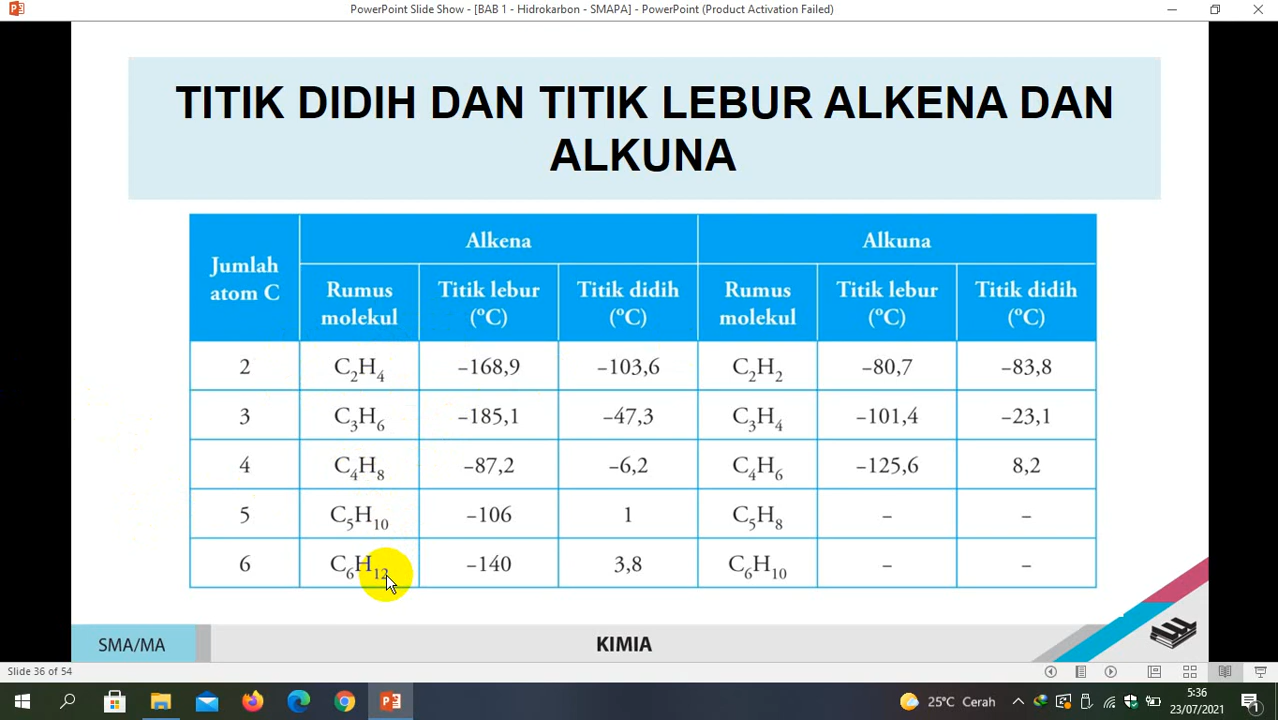 PowerPoint Slide Show - [BAB 1 - Hidrokarbon - SMAPA] - PowerPoint (Product Activation Failed)
TITIK DIDIH DAN TITIK LEBUR ALKENA DAN
ALKUNA
Jumlah atom C Alkena Alkuna
Rumus molekul Titik lebur (°C) Titik didih (°C) Rumus molekul Titik lebur (°C) Titik didih (°C)
2 C₂H₄ –168,9 –103,6 C₂H₂ –80,7 –83,8
3 C₃H₆ –185,1 –47,3 C₃H₄ –101,4 –23,1
4 C₄H₈ –87,2 –6,2 C₄H₆ –125,6 8,2
5 C₅H₁₀ –106 1 C₅H₈ – –
6 C₆H₁₂ –140 3,8 C₆H₁₀ – –
SMA/MA KIMIA
Slide 36 of 54
25°C Cerah
5:36
23/07/2021
1